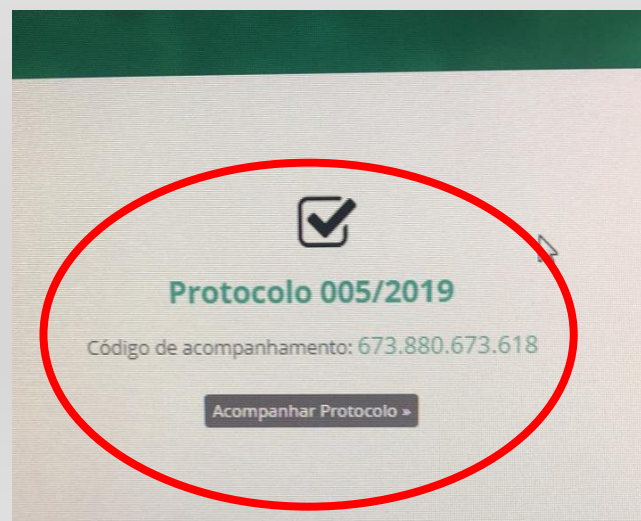 Protocolo 005/2019
Código de acompanhamento: 673.880.673.618
Acompanhar Protocolo »